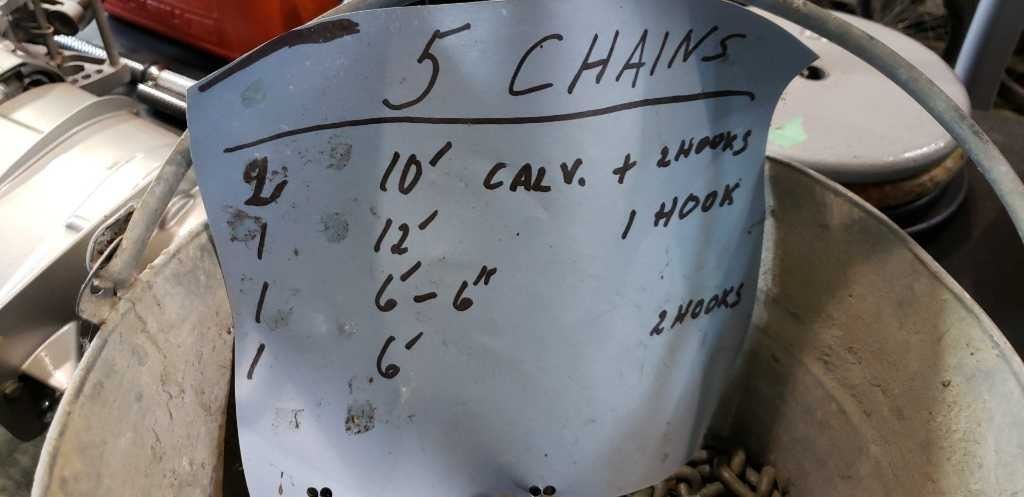 5 CHAINS
2 10' CALV. + 2 HOOKS
1 12' 1 HOOK
1 6'-6"
1 6' 2 HOOKS